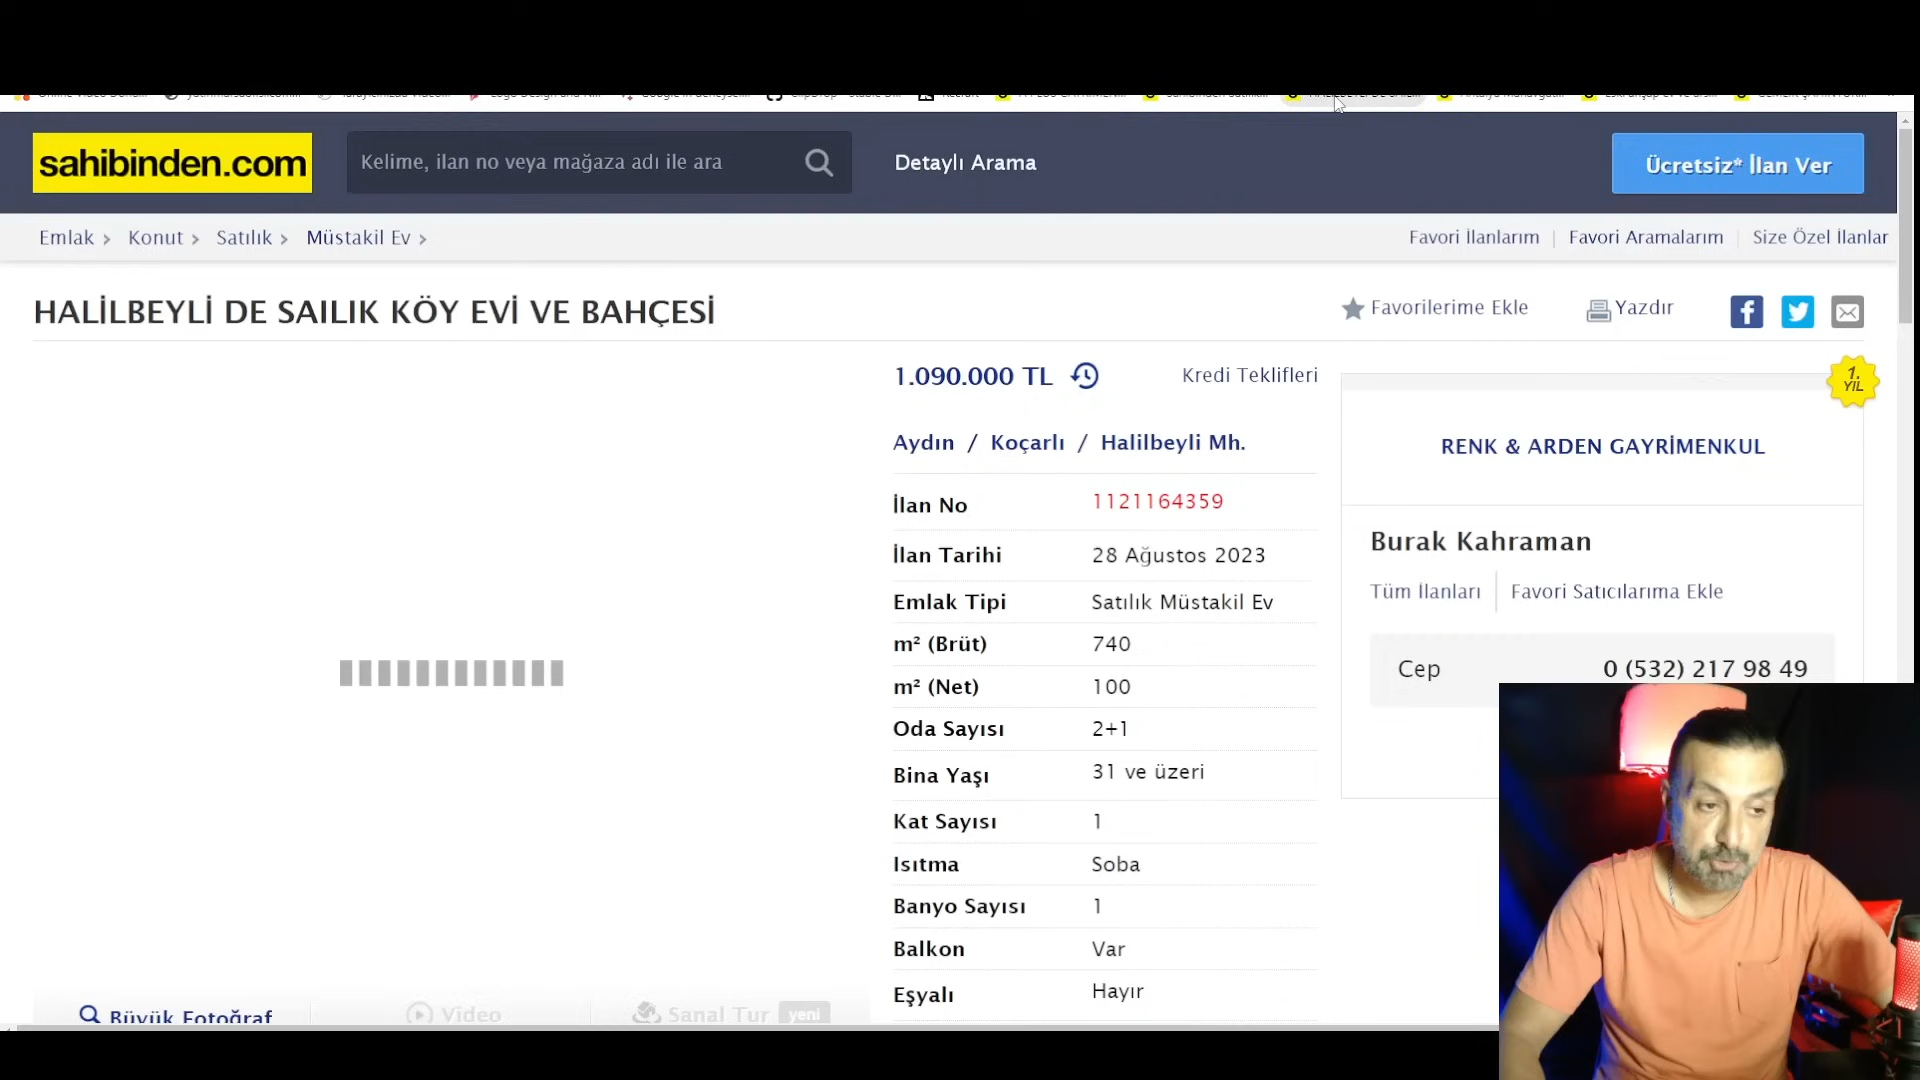 sahibinden.com
Kelime, ilan no veya mağaza adı ile ara
Detaylı Arama
Ücretsiz* İlan Ver
Emlak > Konut > Satılık > Müstakil Ev >
Favori İlanlarım | Favori Aramalarım | Size Özel İlanlar
HALİLBEYLİ DE SAILIK KÖY EVİ VE BAHÇESİ
Favorilerime Ekle
Yazdır
1.090.000 TL
Kredi Teklifleri
Aydın / Koçarlı / Halilbeyli Mh.
İlan No 1121164359
İlan Tarihi 28 Ağustos 2023
Emlak Tipi Satılık Müstakil Ev
m² (Brüt) 740
m² (Net) 100
Oda Sayısı 2+1
Bina Yaşı 31 ve üzeri
Kat Sayısı 1
Isıtma Soba
Banyo Sayısı 1
Balkon Var
Eşyalı Hayır
1.
YIL
RENK & ARDEN GAYRİMENKUL
Burak Kahraman
Tüm İlanları | Favori Satıcılarıma Ekle
Cep 0 (532) 217 98 49
Büyük Fotoğraf
Video
Sanal Tur yeni